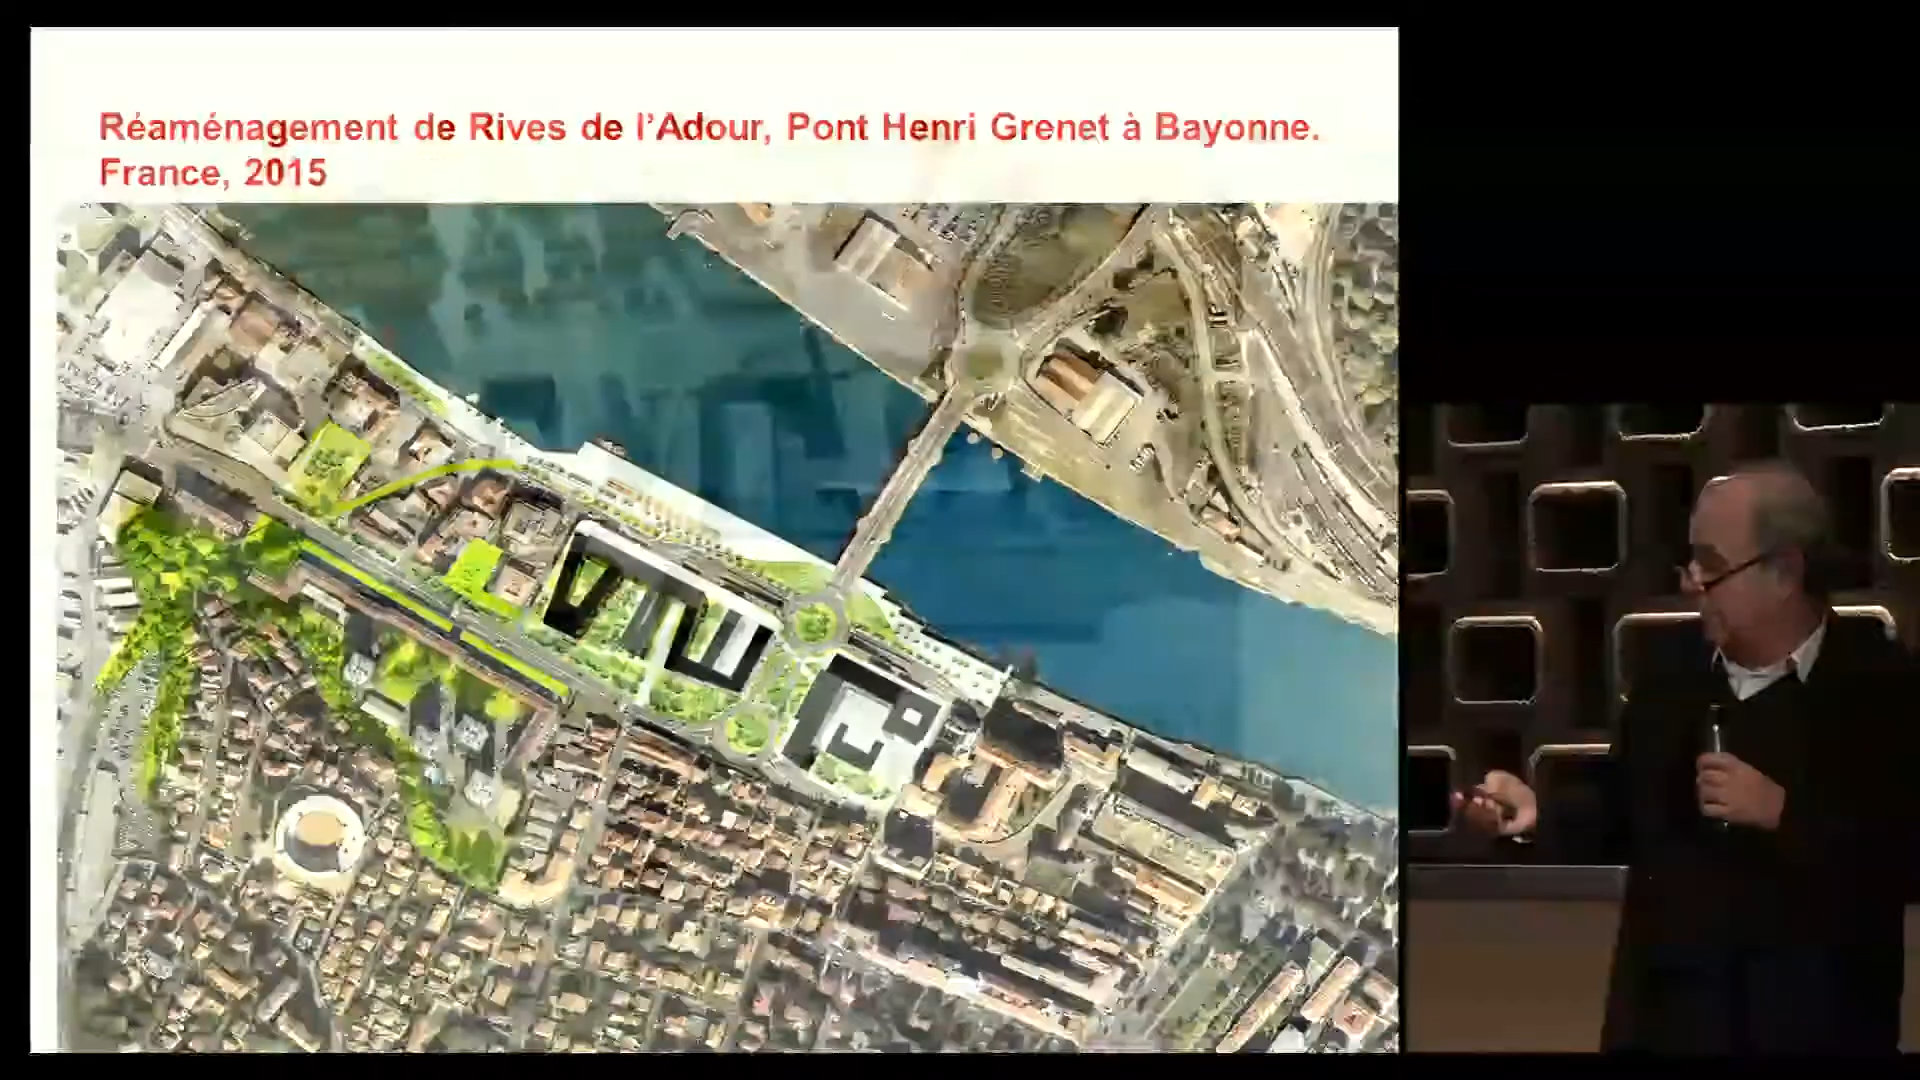 Réaménagement de Rives de l'Adour, Pont Henri Grenet à Bayonne.
France, 2015